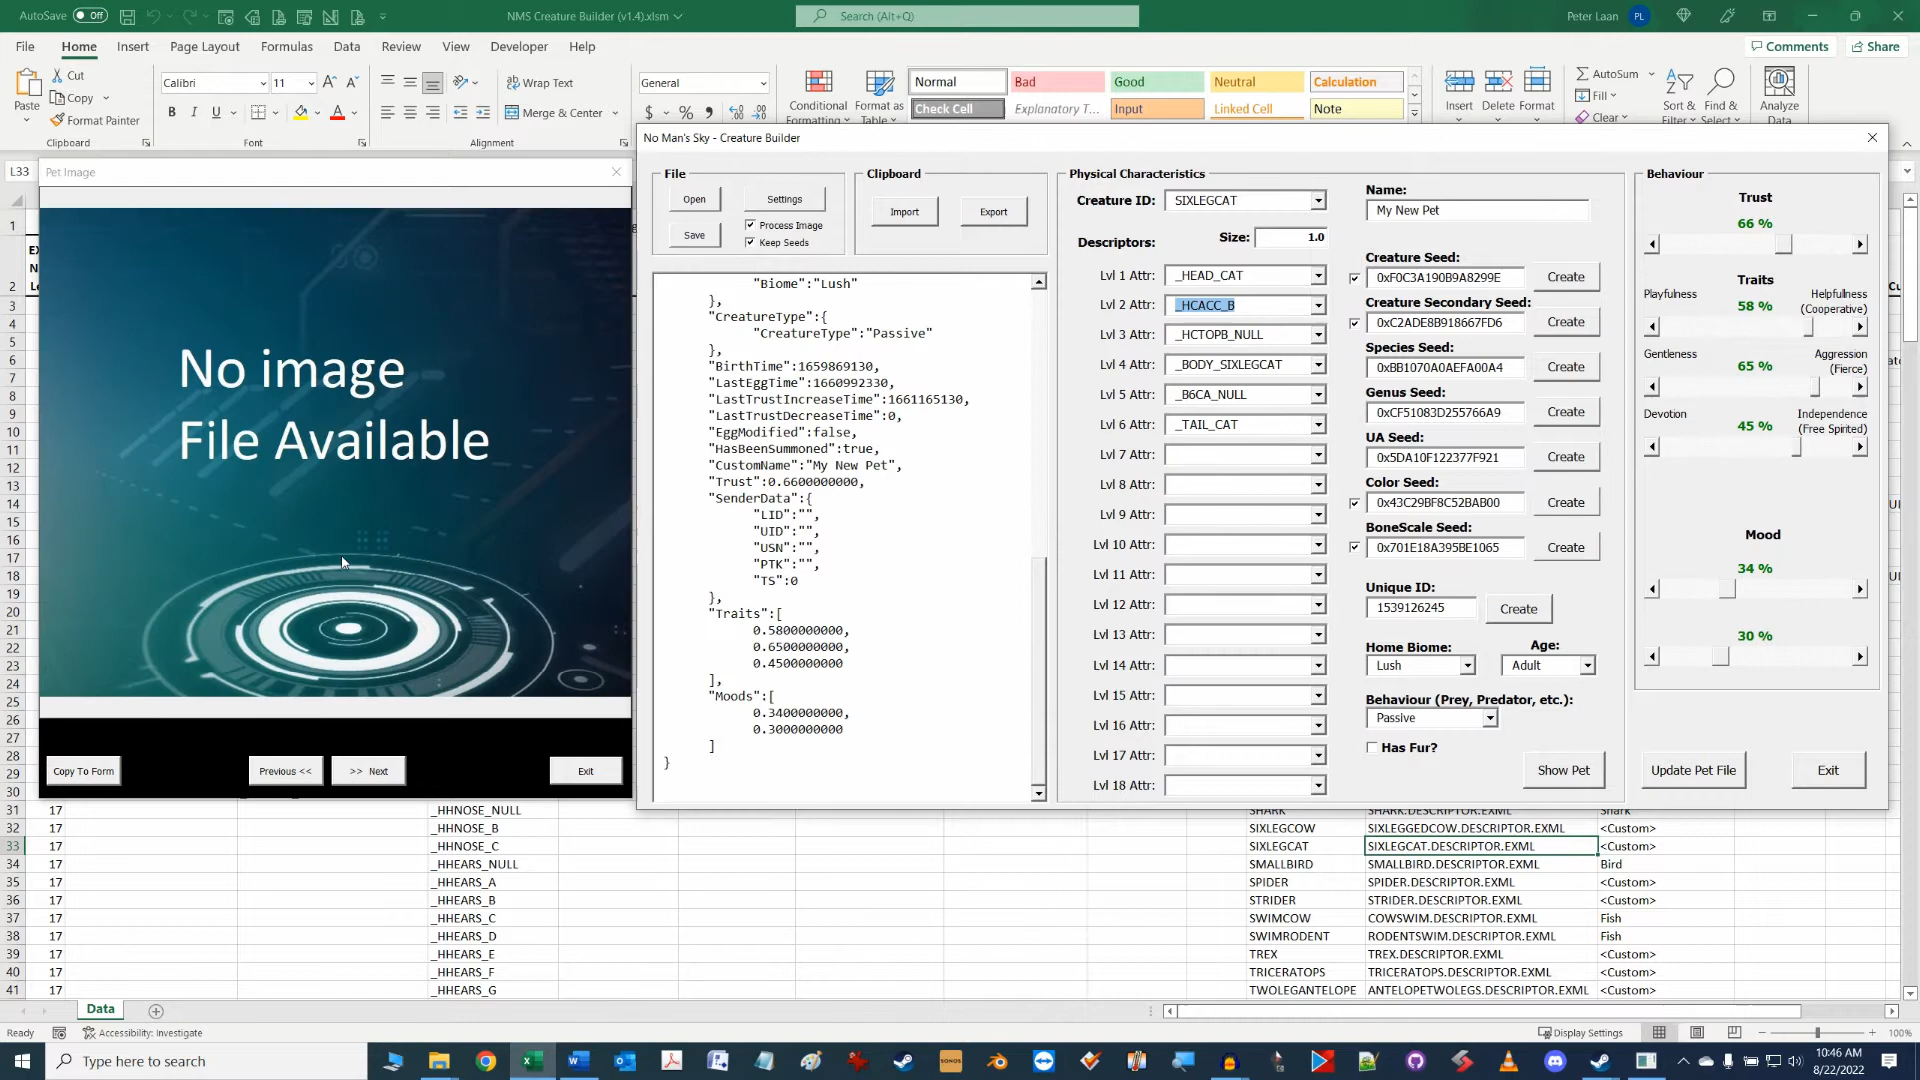 AutoSave Off
NMS Creature Builder (v1.4).xlsm
Search (Alt+Q)
Peter Laan PL
File Home Insert Page Layout Formulas Data Review View Developer Help
Comments Share
Paste
Cut
Copy
Format Painter
Clipboard
Calibri 11
B I U
Font
Wrap Text
Merge & Center
Alignment
General
Conditional Formatting
Format as Table
Normal Bad Good Neutral Calculation
Check Cell Explanatory T... Input Linked Cell Note
Insert Delete Format
AutoSum
Fill
Clear
Sort & Filter
Find & Select
Analyze Data
L33
Pet Image
No image
File Available
Copy To Form
Previous <<
>> Next
Exit
No Man's Sky - Creature Builder
File
Open
Settings
Save
Process Image
Keep Seeds
Clipboard
Import
Export
"Biome":"Lush"
},
"CreatureType":{
"CreatureType":"Passive"
},
"BirthTime":1659869130,
"LastEggTime":1660992330,
"LastTrustIncreaseTime":1661165130,
"LastTrustDecreaseTime":0,
"EggModified":false,
"HasBeenSummoned":true,
"CustomName":"My New Pet",
"Trust":0.6600000000,
"SenderData":{
"LID":"",
"UID":"",
"USN":"",
"PTK":"",
"TS":0
},
"Traits":[
0.5800000000,
0.6500000000,
0.4500000000
],
"Moods":[
0.3400000000,
0.3000000000
]
}
Physical Characteristics
Creature ID: SIXLEGCAT
Size: 1.0
Descriptors:
Lvl 1 Attr: _HEAD_CAT
Lvl 2 Attr: _HCACC_B
Lvl 3 Attr: _HCTOPB_NULL
Lvl 4 Attr: _BODY_SIXLEGCAT
Lvl 5 Attr: _B6CA_NULL
Lvl 6 Attr: _TAIL_CAT
Lvl 7 Attr:
Lvl 8 Attr:
Lvl 9 Attr:
Lvl 10 Attr:
Lvl 11 Attr:
Lvl 12 Attr:
Lvl 13 Attr:
Lvl 14 Attr:
Lvl 15 Attr:
Lvl 16 Attr:
Lvl 17 Attr:
Lvl 18 Attr:
Name:
My New Pet
Creature Seed:
0xF0C3A190B9A8299E Create
Creature Secondary Seed:
0xC2ADE8B918667FD6 Create
Species Seed:
0xBB1070A0AEFA00A4 Create
Genus Seed:
0xCF51083D255766A9 Create
UA Seed:
0x5DA10F122377F921 Create
Color Seed:
0x43C29BF8C52BAB00 Create
BoneScale Seed:
0x701E18A395BE1065 Create
Unique ID:
1539126245 Create
Home Biome: Age:
Lush Adult
Behaviour (Prey, Predator, etc.):
Passive
Has Fur?
Show Pet
Behaviour
Trust
66 %
Traits
Playfulness 58 % Helpfulness (Cooperative)
Gentleness 65 % Aggression (Fierce)
Devotion 45 % Independence (Free Spirited)
Mood
34 %
30 %
Update Pet File
Exit
31 17 _HHNOSE_NULL SHARK SHARK.DESCRIPTOR.EXML Shark
32 17 _HHNOSE_B SIXLEGCOW SIXLEGGEDCOW.DESCRIPTOR.EXML <Custom>
33 17 _HHNOSE_C SIXLEGCAT SIXLEGCAT.DESCRIPTOR.EXML <Custom>
34 17 _HHEARS_NULL SMALLBIRD SMALLBIRD.DESCRIPTOR.EXML Bird
35 17 _HHEARS_A SPIDER SPIDER.DESCRIPTOR.EXML <Custom>
36 17 _HHEARS_B STRIDER STRIDER.DESCRIPTOR.EXML <Custom>
37 17 _HHEARS_C SWIMCOW COWSWIM.DESCRIPTOR.EXML Fish
38 17 _HHEARS_D SWIMRODENT RODENTSWIM.DESCRIPTOR.EXML Fish
39 17 _HHEARS_E TREX TREX.DESCRIPTOR.EXML <Custom>
40 17 _HHEARS_F TRICERATOPS TRICERATOPS.DESCRIPTOR.EXML <Custom>
41 17 _HHEARS_G TWOLEGANTELOPE ANTELOPETWOLEGS.DESCRIPTOR.EXML <Custom>
Data
Ready Accessibility: Investigate
Display Settings 100%
Type here to search
10:46 AM
8/22/2022